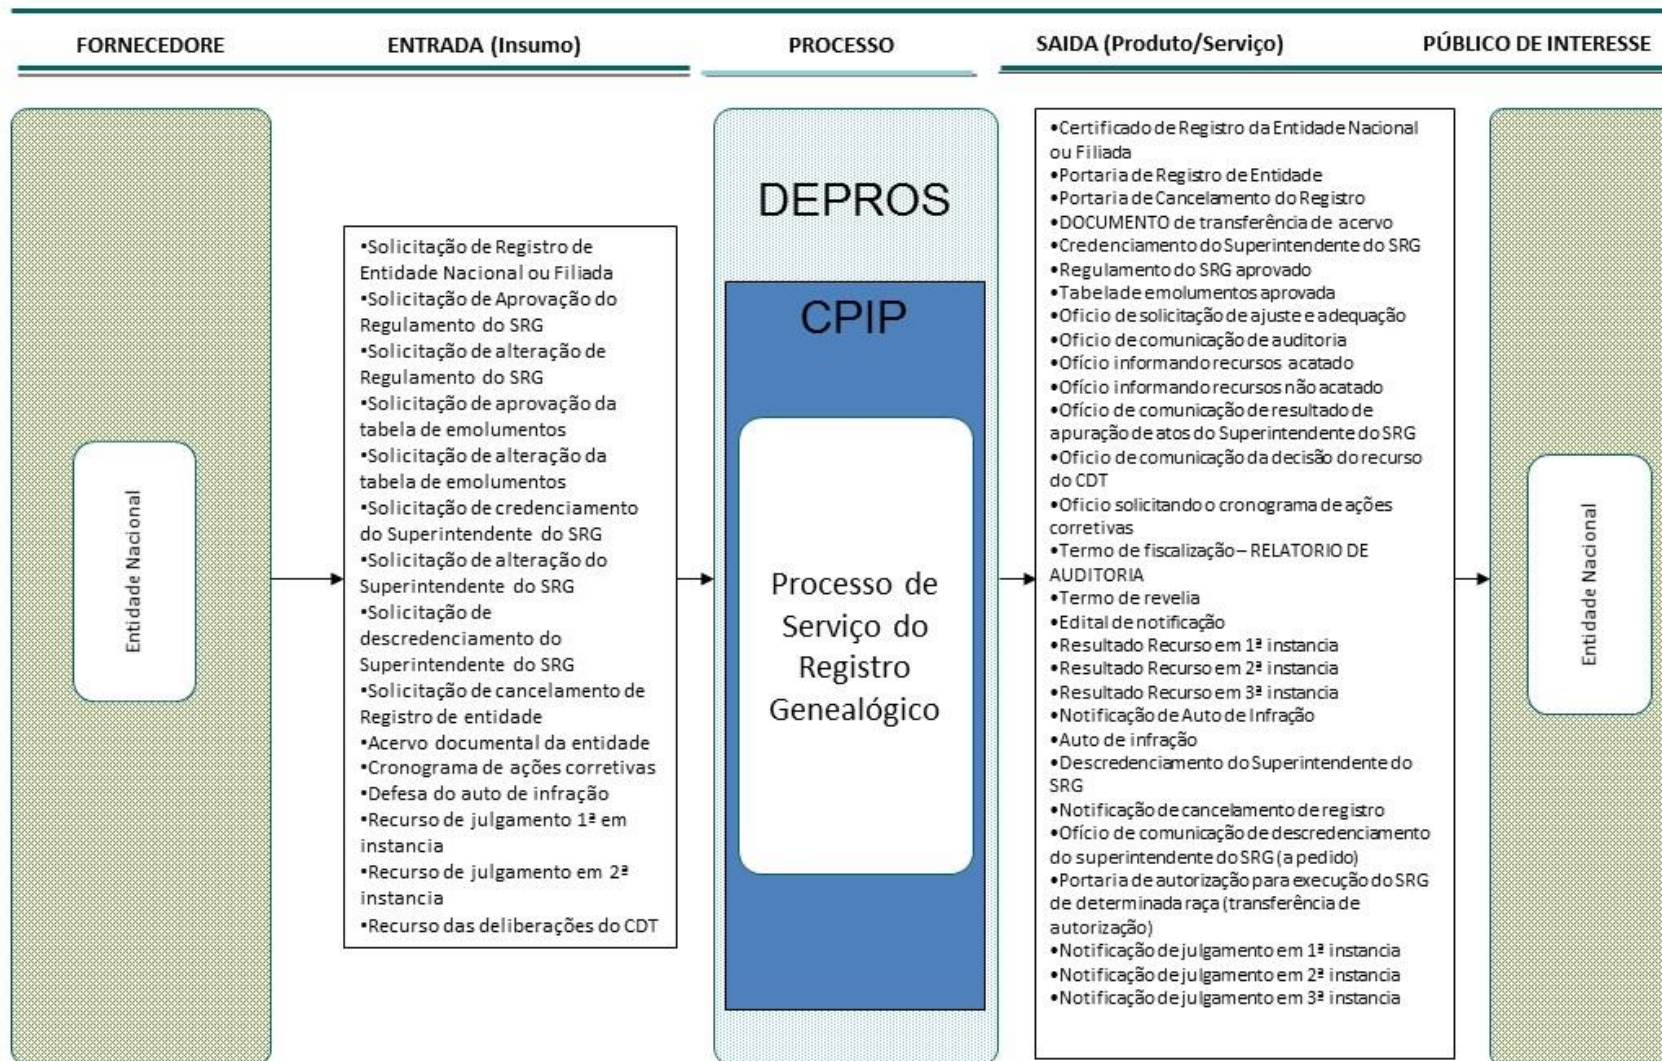 FORNECEDORE
ENTRADA (Insumo)
PROCESSO
SAIDA (Produto/Serviço)
PÚBLICO DE INTERESSE
Entidade Nacional
•Solicitação de Registro de
Entidade Nacional ou Filiada
•Solicitação de Aprovação do
Regulamento do SRG
•Solicitação de alteração de
Regulamento do SRG
•Solicitação de aprovação da
tabela de emolumentos
•Solicitação de alteração da
tabela de emolumentos
•Solicitação de credenciamento
do Superintendente do SRG
•Solicitação de alteração do
Superintendente do SRG
•Solicitação de
descredenciamento do
Superintendente do SRG
•Solicitação de cancelamento de
Registro de entidade
•Acervo documental da entidade
•Cronograma de ações corretivas
•Defesa do auto de infração
•Recurso de julgamento 1ª em
instancia
•Recurso de julgamento em 2ª
instancia
•Recurso das deliberações do CDT
DEPROS
CPIP
Processo de
Serviço do
Registro
Genealógico
•Certificado de Registro da Entidade Nacional
ou Filiada
•Portaria de Registro de Entidade
•Portaria de Cancelamento do Registro
•DOCUMENTO de transferência de acervo
•Credenciamento do Superintendente do SRG
•Regulamento do SRG aprovado
•Tabela de emolumentos aprovada
•Oficio de solicitação de ajuste e adequação
•Oficio de comunicação de auditoria
•Ofício informando recursos acatado
•Ofício informando recursos não acatado
•Ofício de comunicação de resultado de
apuração de atos do Superintendente do SRG
•Oficio de comunicação da decisão do recurso
do CDT
•Oficio solicitando o cronograma de ações
corretivas
•Termo de fiscalização – RELATORIO DE
AUDITORIA
•Termo de revelia
•Edital de notificação
•Resultado Recurso em 1ª instancia
•Resultado Recurso em 2ª instancia
•Resultado Recurso em 3ª instancia
•Notificação de Auto de Infração
•Auto de infração
•Descredenciamento do Superintendente do
SRG
•Notificação de cancelamento de registro
•Ofício de comunicação de descredenciamento
do superintendente do SRG (a pedido)
•Portaria de autorização para execução do SRG
de determinada raça (transferência de
autorização)
•Notificação de julgamento em 1ª instancia
•Notificação de julgamento em 2ª instancia
•Notificação de julgamento em 3ª instancia
Entidade Nacional